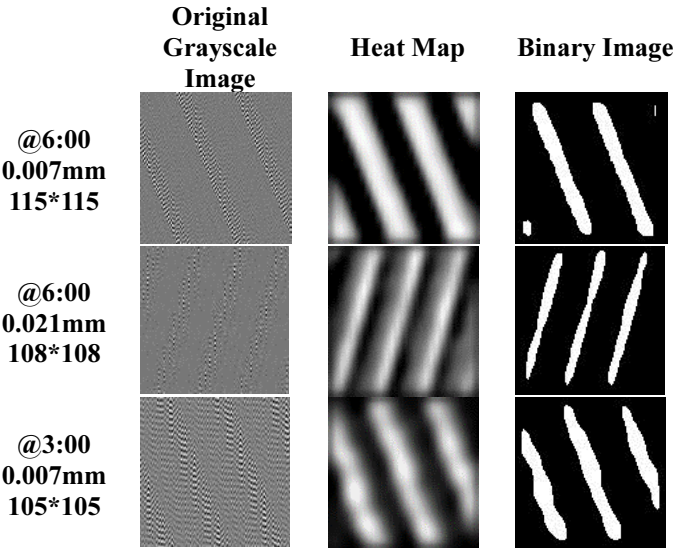 Original
Grayscale
Image
Heat Map
Binary Image
@6:00
0.007mm
115*115
@6:00
0.021mm
108*108
@3:00
0.007mm
105*105